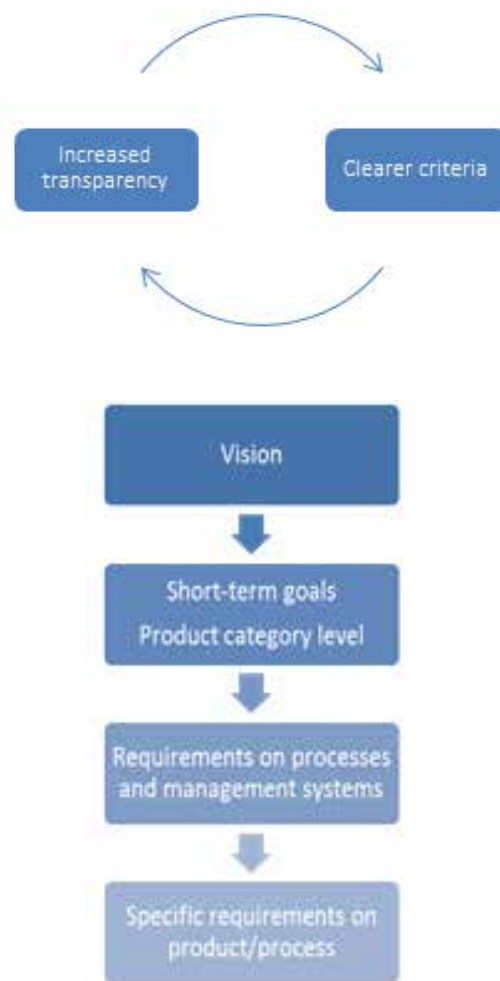 Increased
transparency
Clearer criteria
Vision
Short-term goals
Product category level
Requirements on processes
and management systems
Specific requirements on
product/process